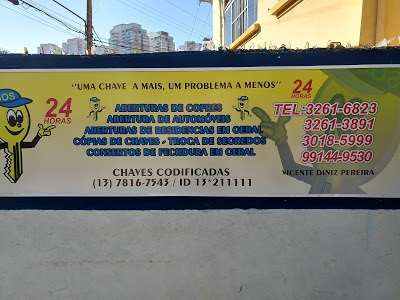 "UMA CHAVE A MAIS, UM PROBLEMA A MENOS"
SOS
24
HORAS
ABERTURAS DE COFRES
ABERTURA DE AUTOMÓVEIS
ABERTURAS DE RESIDENCIAS EM GERAL
CÓPIAS DE CHAVES - TROCA DE SEGREDOS
CONSERTOS DE FECHADURA EM GERAL
CHAVES CODIFICADAS
(13) 7816-7543 / ID 13*211111
24
HORAS
TEL-3261-6823
3261-3891
3018-5999
99144-9530
VICENTE DINIZ PEREIRA